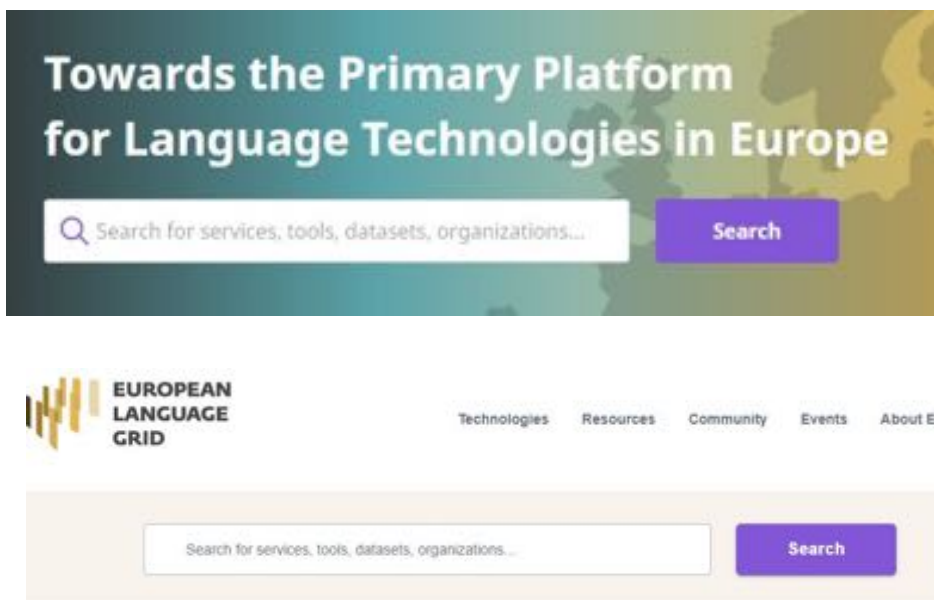 Towards the Primary Platform
for Language Technologies in Europe
Search for services, tools, datasets, organizations...
Search
EUROPEAN
LANGUAGE
GRID
Technologies Resources Community Events About E
Search for services, tools, datasets, organizations...
Search